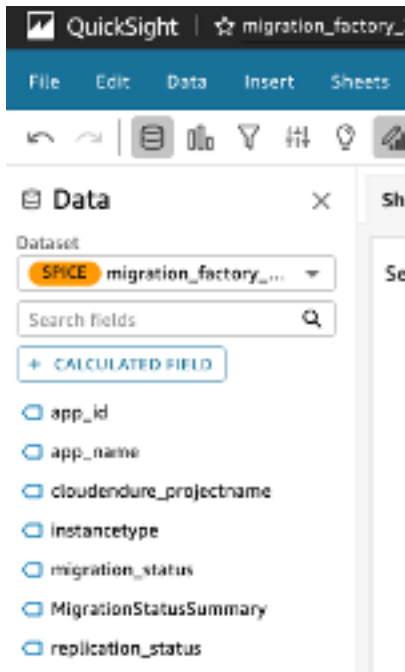 QuickSight | migration_factory_
File Edit Data Insert Sheets
Data
Sh
Dataset
SPICE migration_factory_...
Se
Search fields
+ CALCULATED FIELD
app_id
app_name
cloudendure_projectname
instancetype
migration_status
MigrationStatusSummary
replication_status